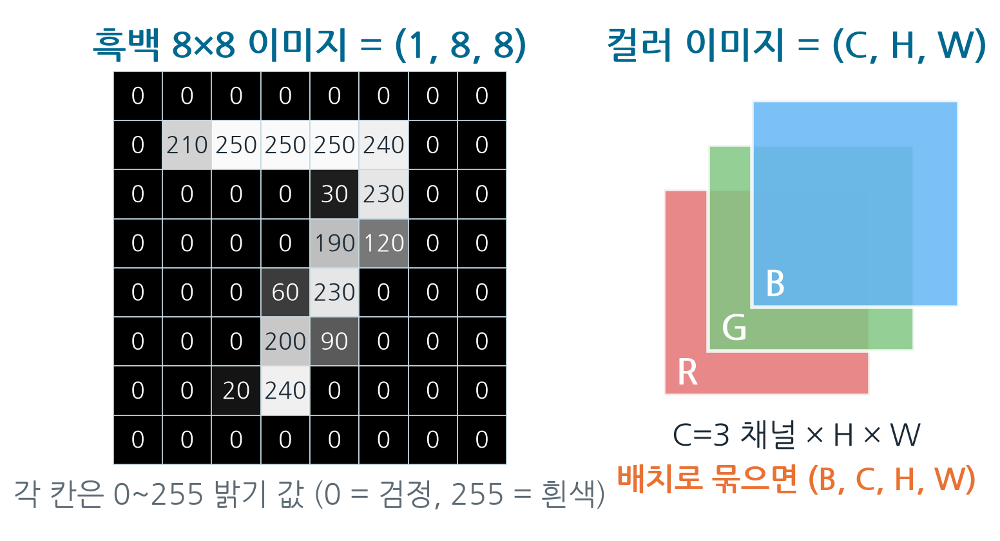 흑백 8×8 이미지 = (1, 8, 8)
0 0 0 0 0 0 0 0
0 210 250 250 250 240 0 0
0 0 0 0 30 230 0 0
0 0 0 0 190 120 0 0
0 0 0 60 230 0 0 0
0 0 0 200 90 0 0 0
0 0 20 240 0 0 0 0
0 0 0 0 0 0 0 0
각 칸은 0~255 밝기 값 (0 = 검정, 255 = 흰색)
컬러 이미지 = (C, H, W)
B
G
R
C=3 채널 × H × W
배치로 묶으면 (B, C, H, W)